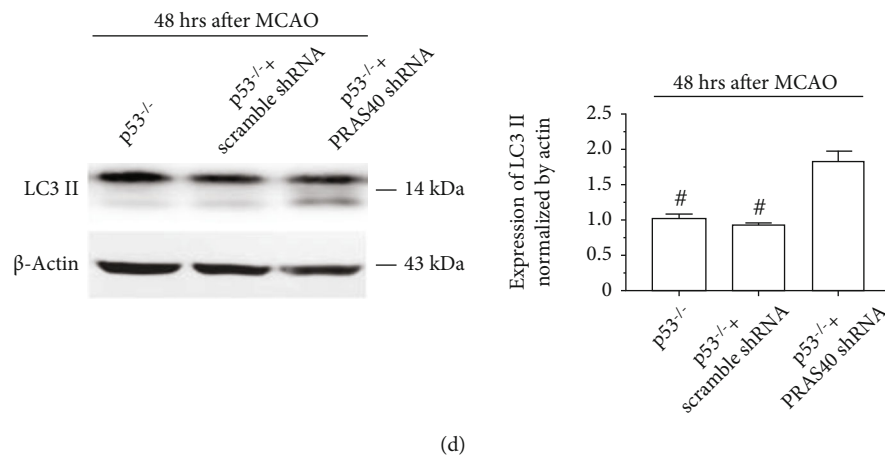 48 hrs after MCAO
p53-/-
p53-/-+
scramble shRNA
p53-/-+
PRAS40 shRNA
LC3 II
14 kDa
β-Actin
43 kDa
48 hrs after MCAO
Expression of LC3 II
normalized by actin
2.5
2.0
1.5
1.0
0.5
0
#
#
p53-/-
p53-/-+
scramble shRNA
p53-/-+
PRAS40 shRNA
(d)